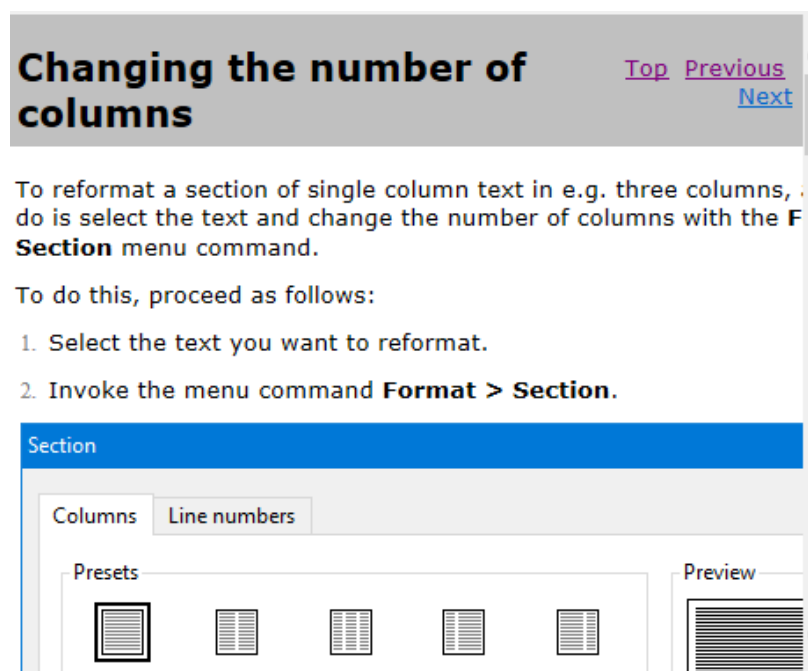 Changing the number of
columns
Top Previous
Next
To reformat a section of single column text in e.g. three columns,
do is select the text and change the number of columns with the F
Section menu command.
To do this, proceed as follows:
1. Select the text you want to reformat.
2. Invoke the menu command Format > Section.
Section
Columns Line numbers
Presets Preview